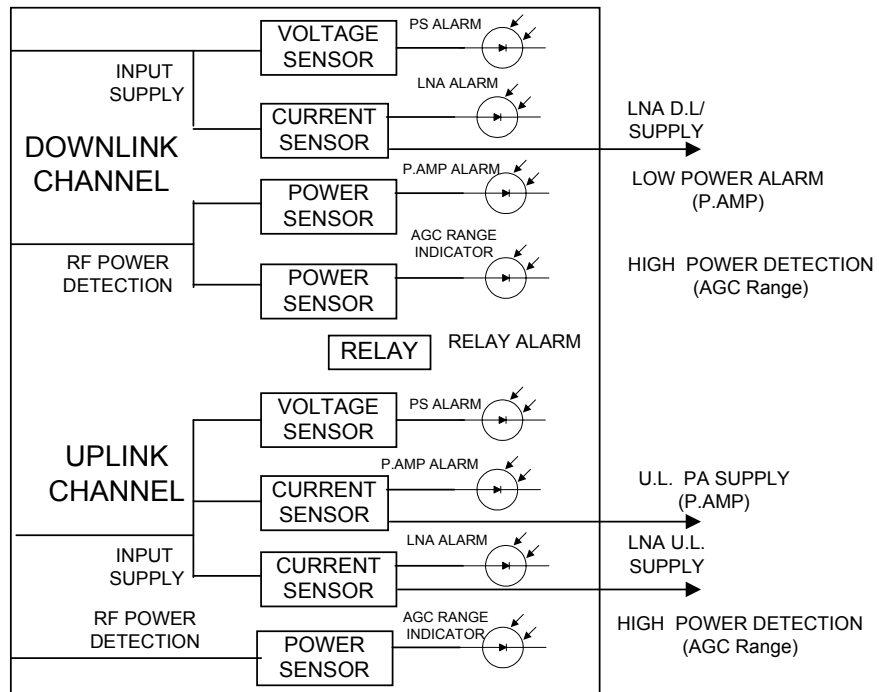 VOLTAGE
SENSOR
PS ALARM
INPUT
SUPPLY
LNA ALARM
CURRENT
SENSOR
LNA D.L/
SUPPLY
DOWNLINK
CHANNEL
P.AMP ALARM
POWER
SENSOR
LOW POWER ALARM
(P.AMP)
AGC RANGE
INDICATOR
RF POWER
DETECTION
POWER
SENSOR
HIGH POWER DETECTION
(AGC Range)
RELAY
RELAY ALARM
VOLTAGE
SENSOR
PS ALARM
UPLINK
CHANNEL
P.AMP ALARM
CURRENT
SENSOR
U.L. PA SUPPLY
(P.AMP)
INPUT
SUPPLY
LNA ALARM
CURRENT
SENSOR
LNA U.L.
SUPPLY
RF POWER
DETECTION
AGC RANGE
INDICATOR
POWER
SENSOR
HIGH POWER DETECTION
(AGC Range)